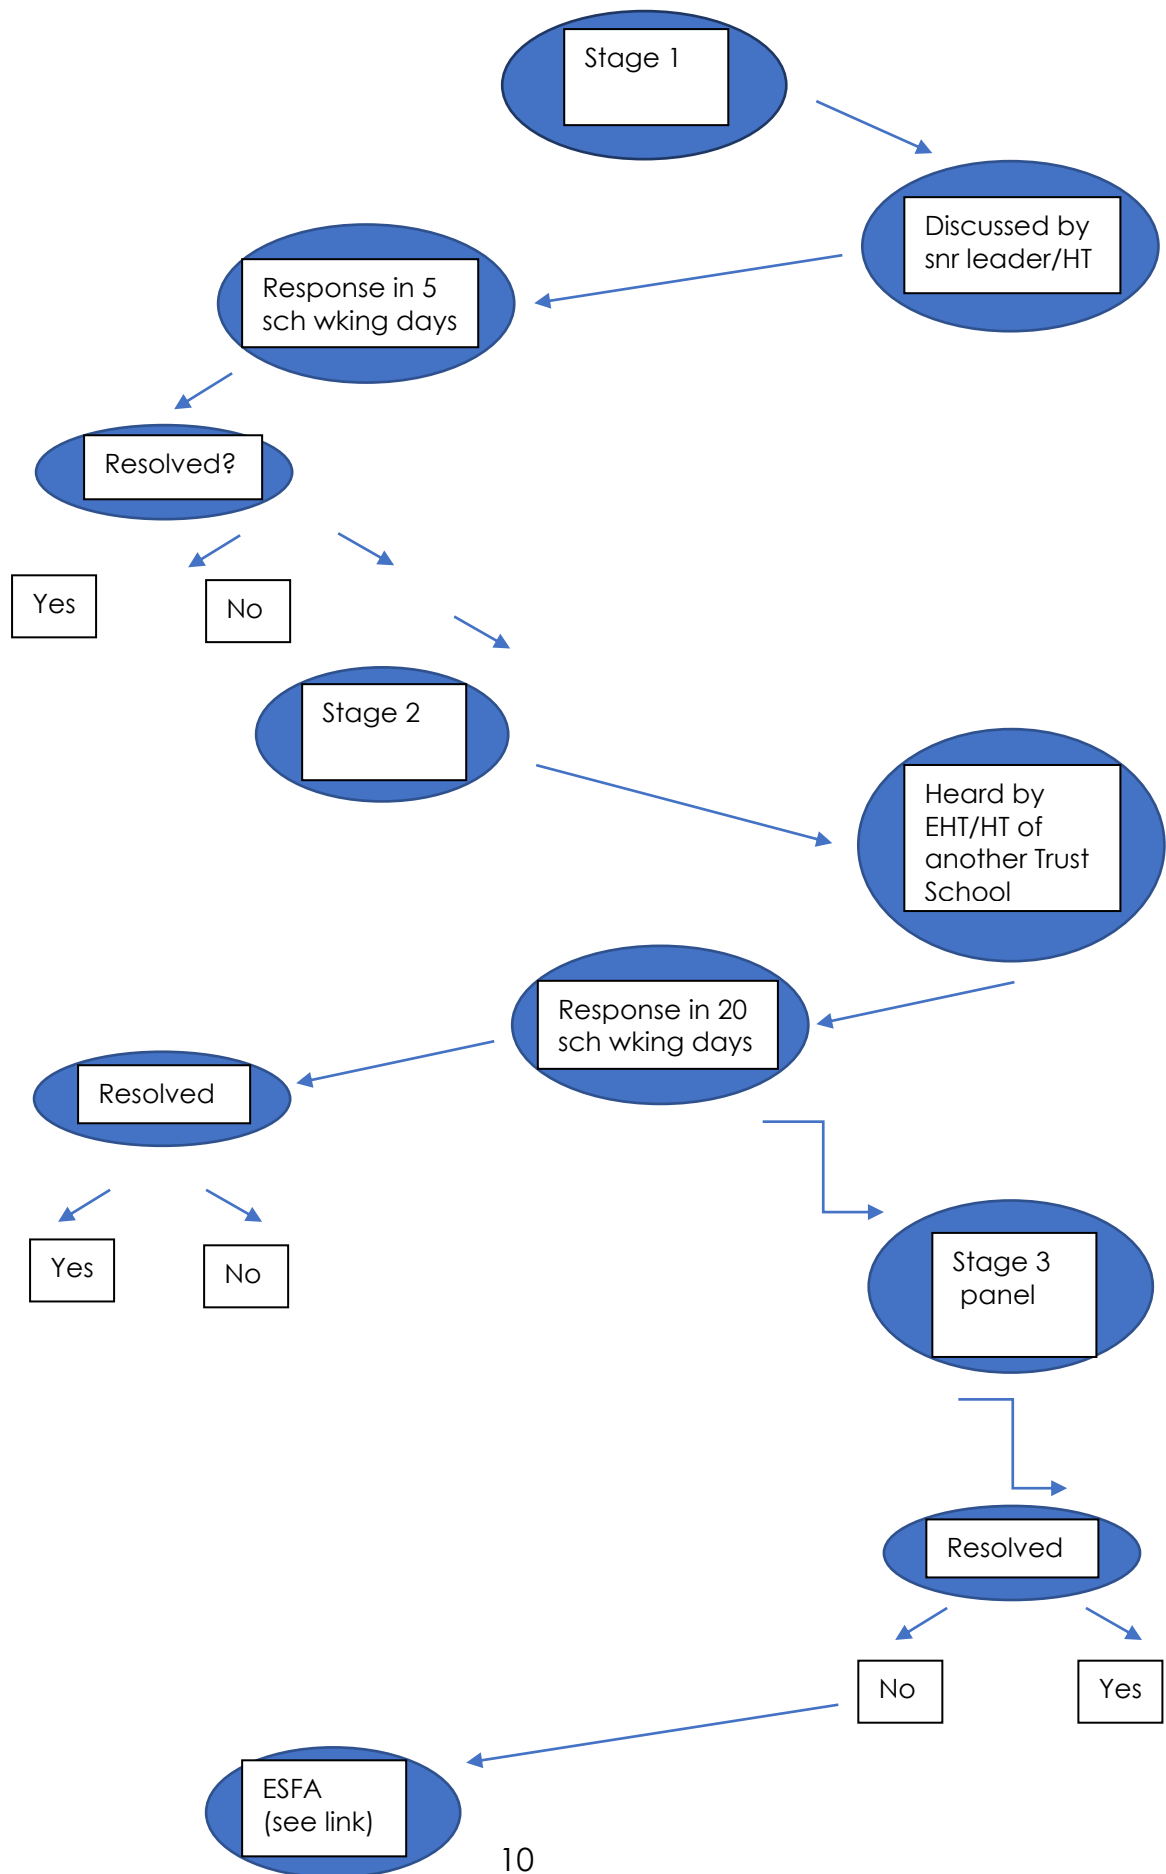 Stage 1
Discussed by
snr leader/HT
Response in 5
sch wking days
Resolved?
Yes
No
Stage 2
Heard by
EHT/HT of
another Trust
School
Response in 20
sch wking days
Resolved
Yes
No
Stage 3
panel
Resolved
No
Yes
ESFA
(see link)
10